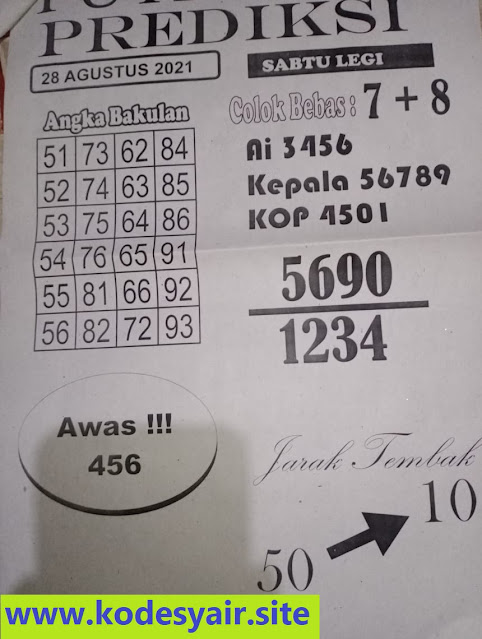 PREDIKSI
28 AGUSTUS 2021
SABTU LEGI
Angka Bakulan
51 73 62 84
52 74 63 85
53 75 64 86
54 76 65 91
55 81 66 92
56 82 72 93
Colok Bebas : 7 + 8
Ai 3456
Kepala 56789
KOP 4501
5690
1234
Awas !!!
456
Jarak Tembak
50
10
www.kodesyair.site